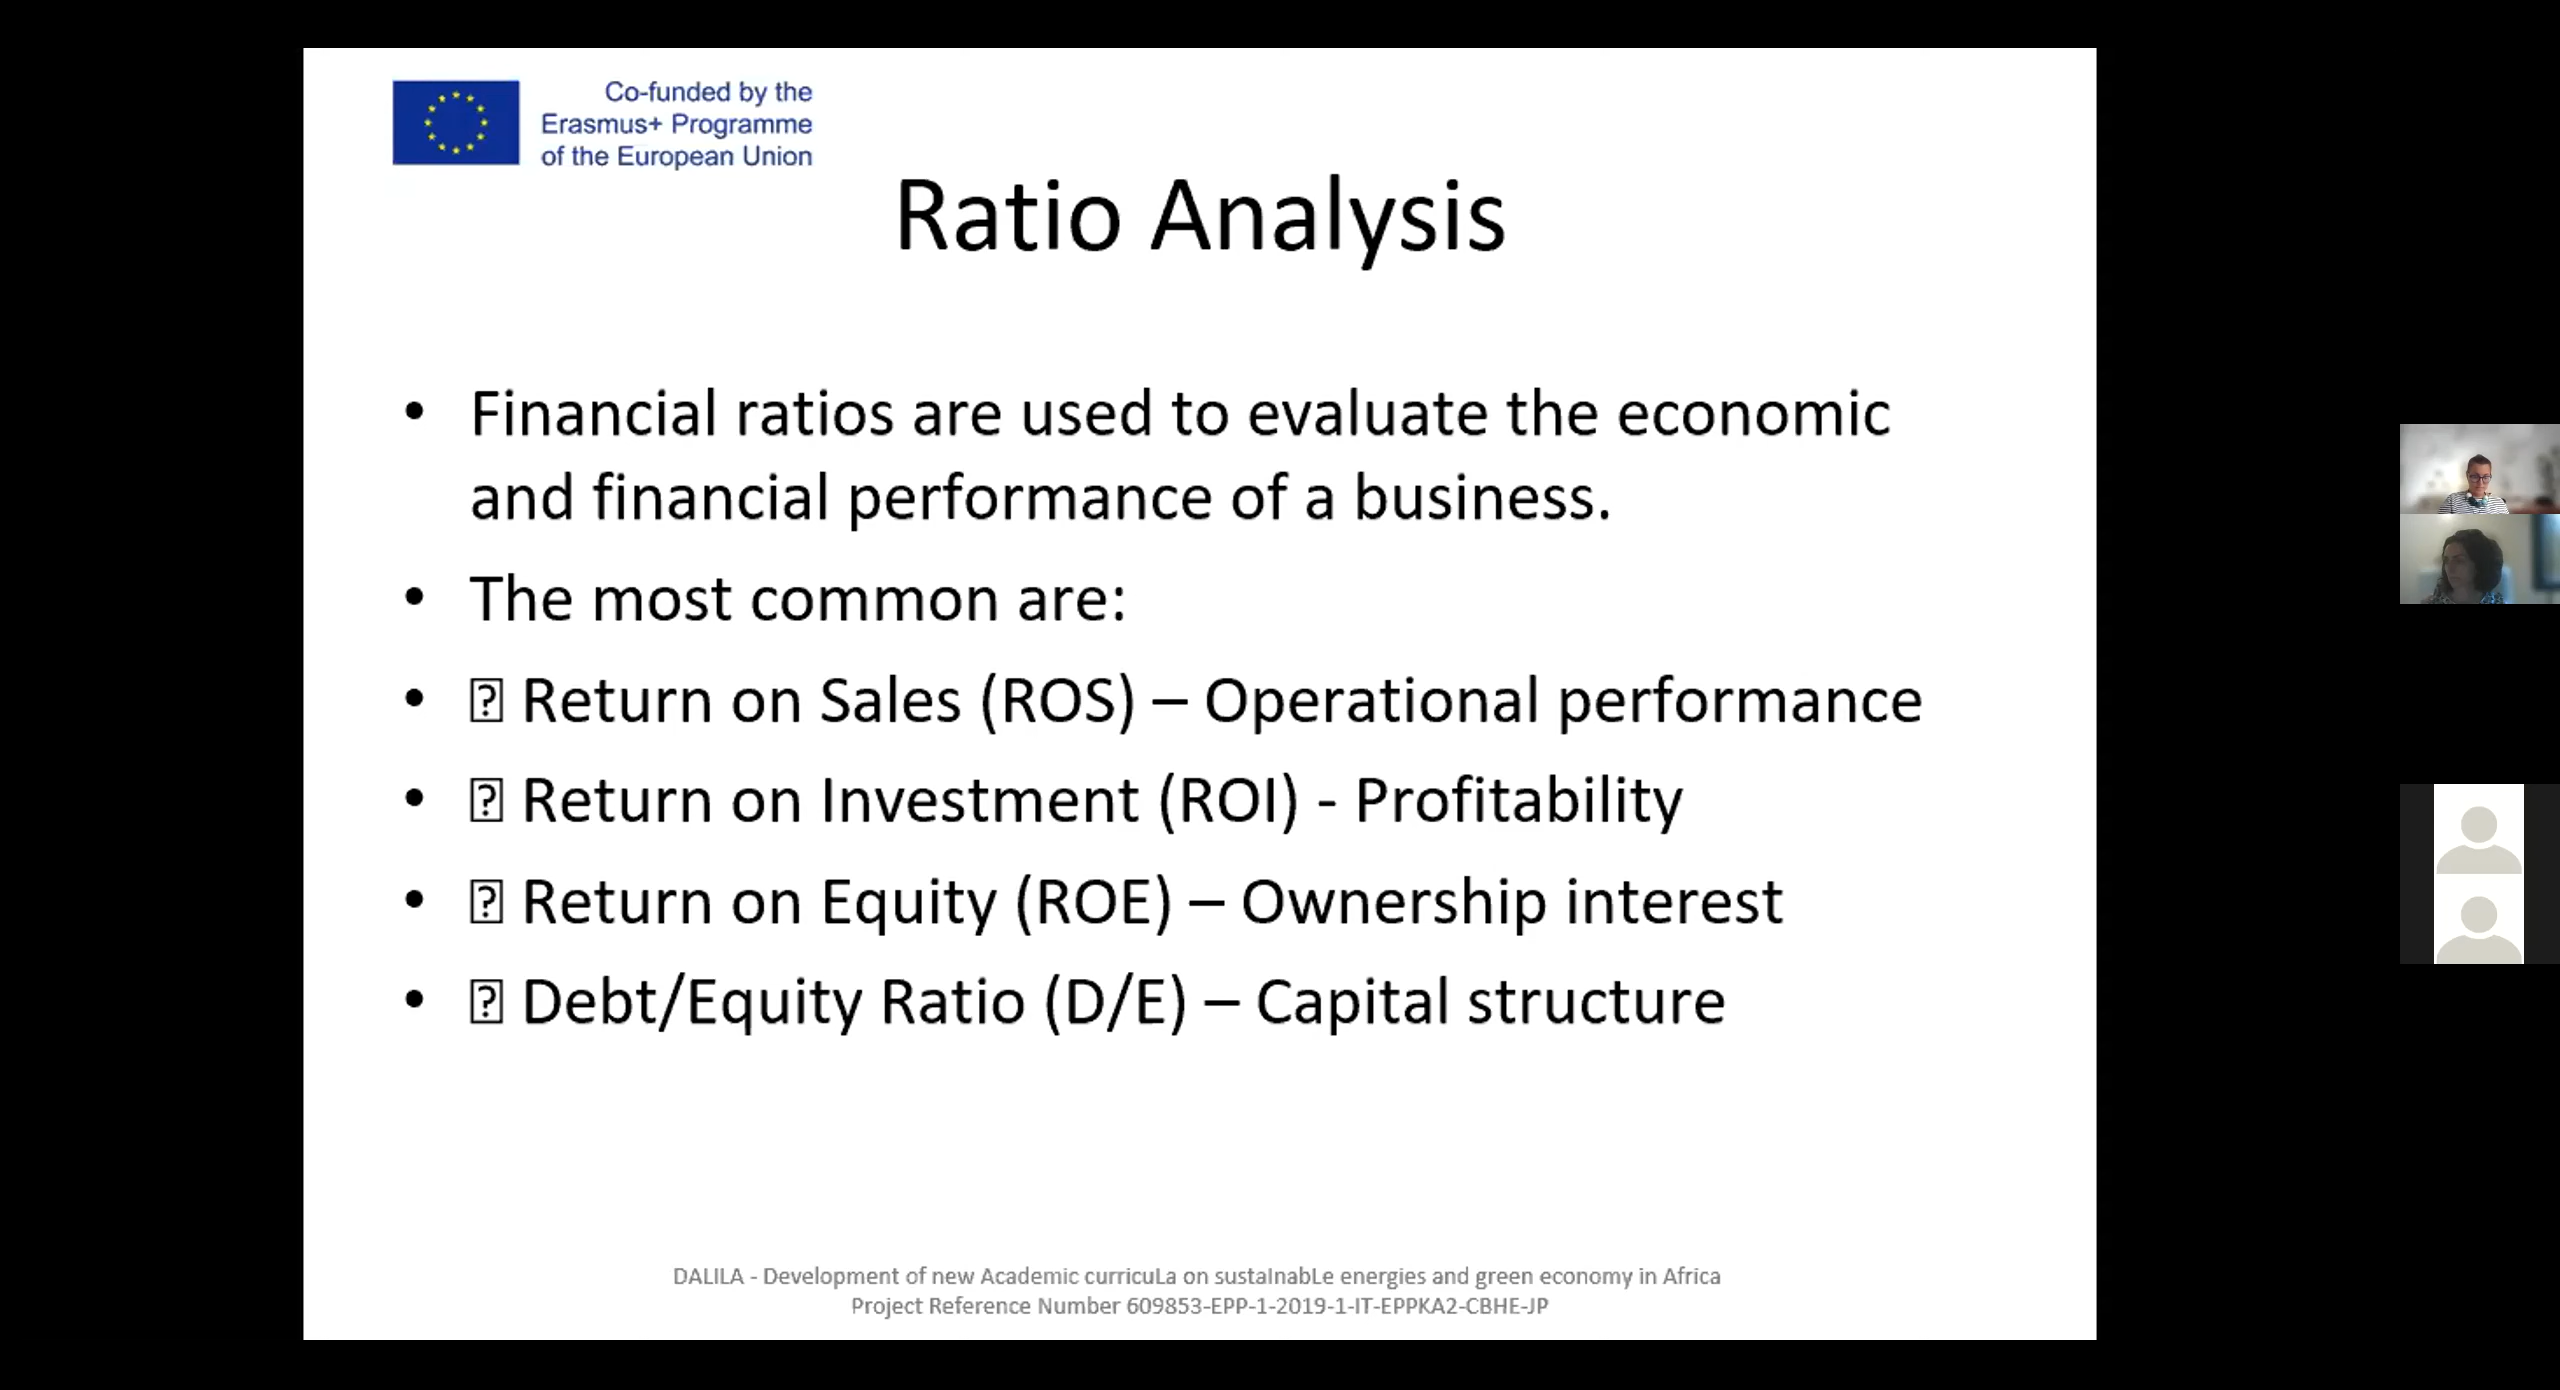 Co-funded by the
Erasmus+ Programme
of the European Union
Ratio Analysis
• Financial ratios are used to evaluate the economic
and financial performance of a business.
• The most common are:
• ⍰ Return on Sales (ROS) – Operational performance
• ⍰ Return on Investment (ROI) - Profitability
• ⍰ Return on Equity (ROE) – Ownership interest
• ⍰ Debt/Equity Ratio (D/E) – Capital structure
DALILA - Development of new Academic curricuLa on sustaInabLe energies and green economy in Africa
Project Reference Number 609853-EPP-1-2019-1-IT-EPPKA2-CBHE-JP